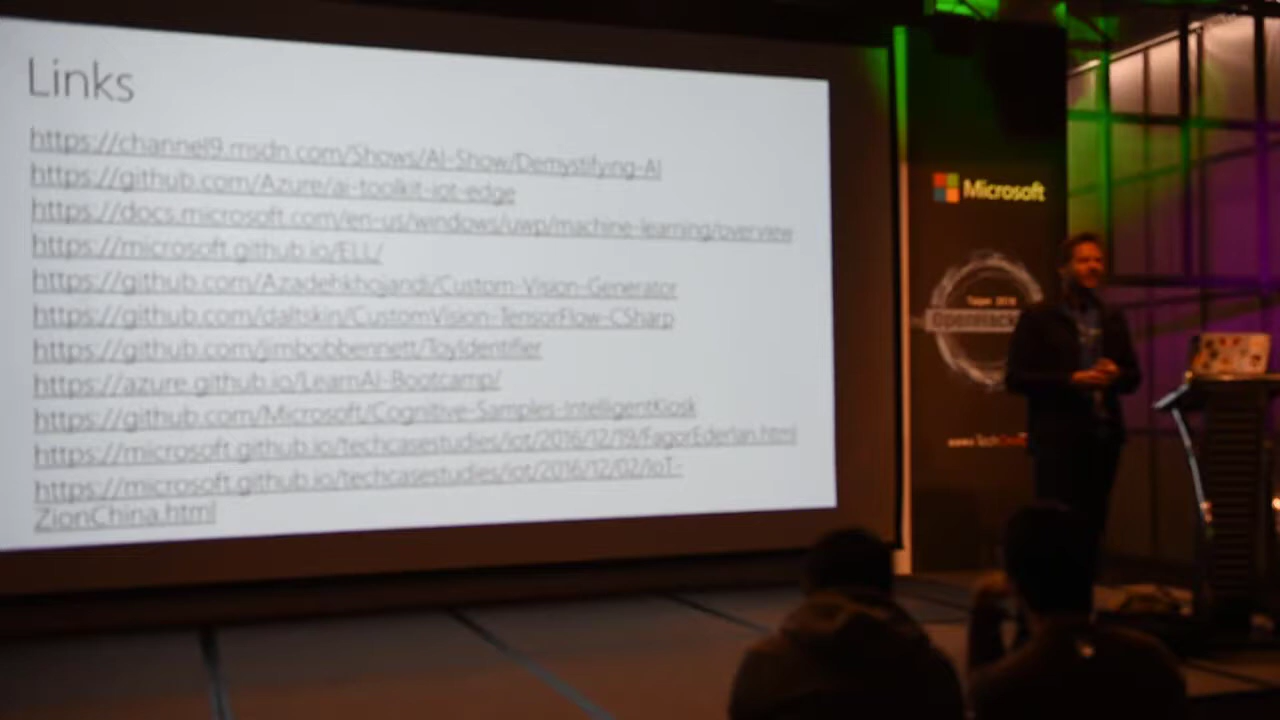 Links
https://channel9.msdn.com/Shows/AI-Show/Demystifying-AI
https://github.com/Azure/ai-toolkit-iot-edge
https://docs.microsoft.com/en-us/windows/uwp/machine-learning/overview
https://microsoft.github.io/ELL/
https://github.com/Azadehkhojandi/Custom-Vision-Generator
https://github.com/daltskin/CustomVision-TensorFlow-CSharp
https://github.com/jimbobbennett/ToyIdentifier
https://azure.github.io/LearnAI-Bootcamp/
https://github.com/Microsoft/Cognitive-Samples-IntelligentKiosk
https://microsoft.github.io/techcasestudies/iot/2016/12/19/FagorEderlan.html
https://microsoft.github.io/techcasestudies/iot/2016/12/02/IoT-
ZionChina.html
Microsoft
Taipei 2018